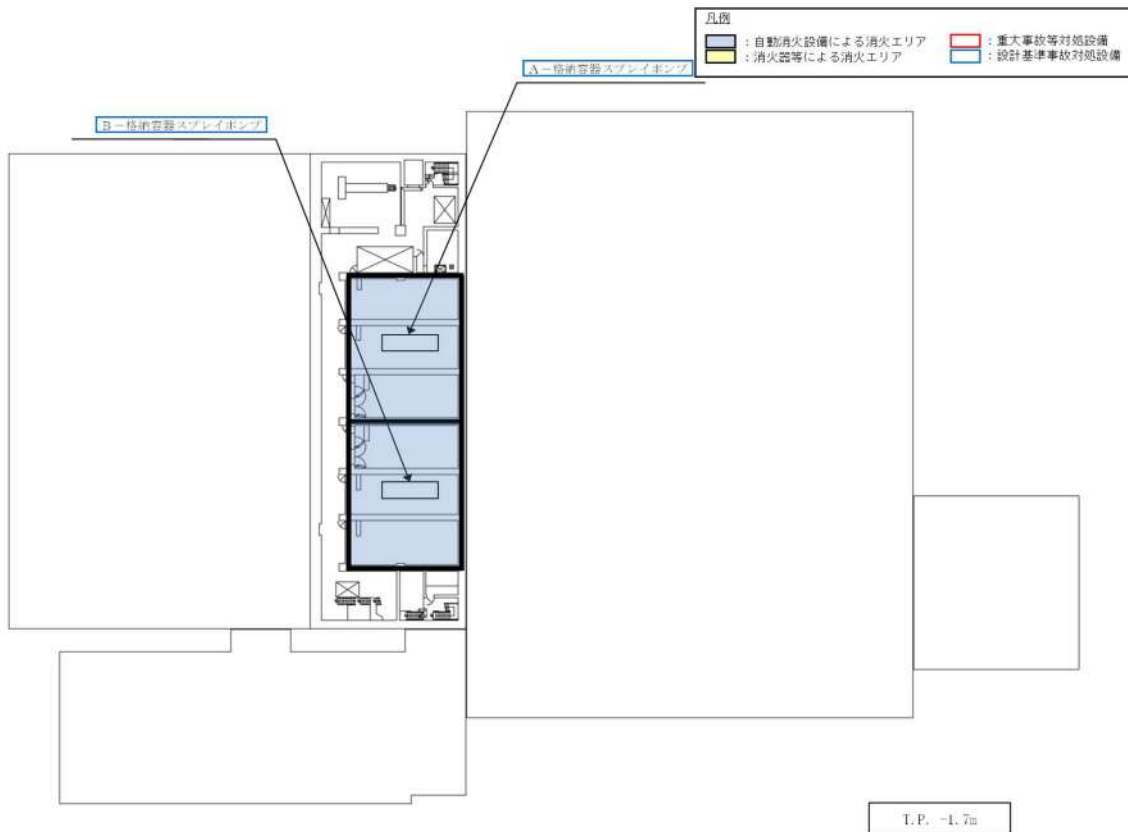 凡例
：自動消火設備による消火エリア
：重大事故等対処設備
：消火器等による消火エリア
：設計基準事故対処設備
A－格納容器スプレイポンプ
B－格納容器スプレイポンプ
T.P. -1.7m